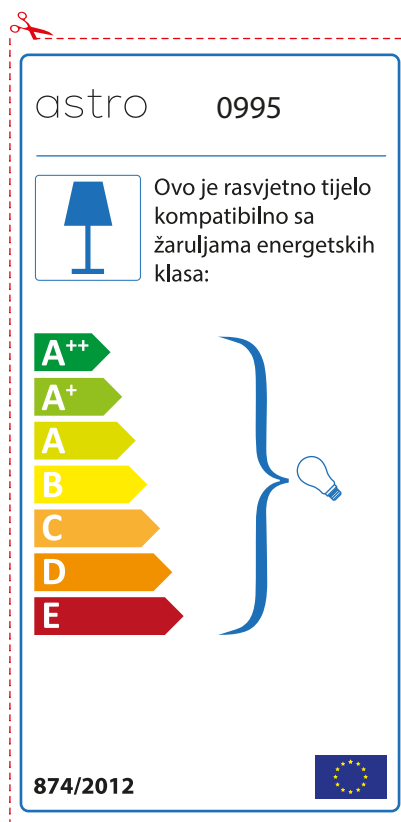 astro 0995
Ovo je rasvjetno tijelo
kompatibilno sa
žaruljama energetskih
klasa:
A++
A+
A
B
C
D
E
874/2012